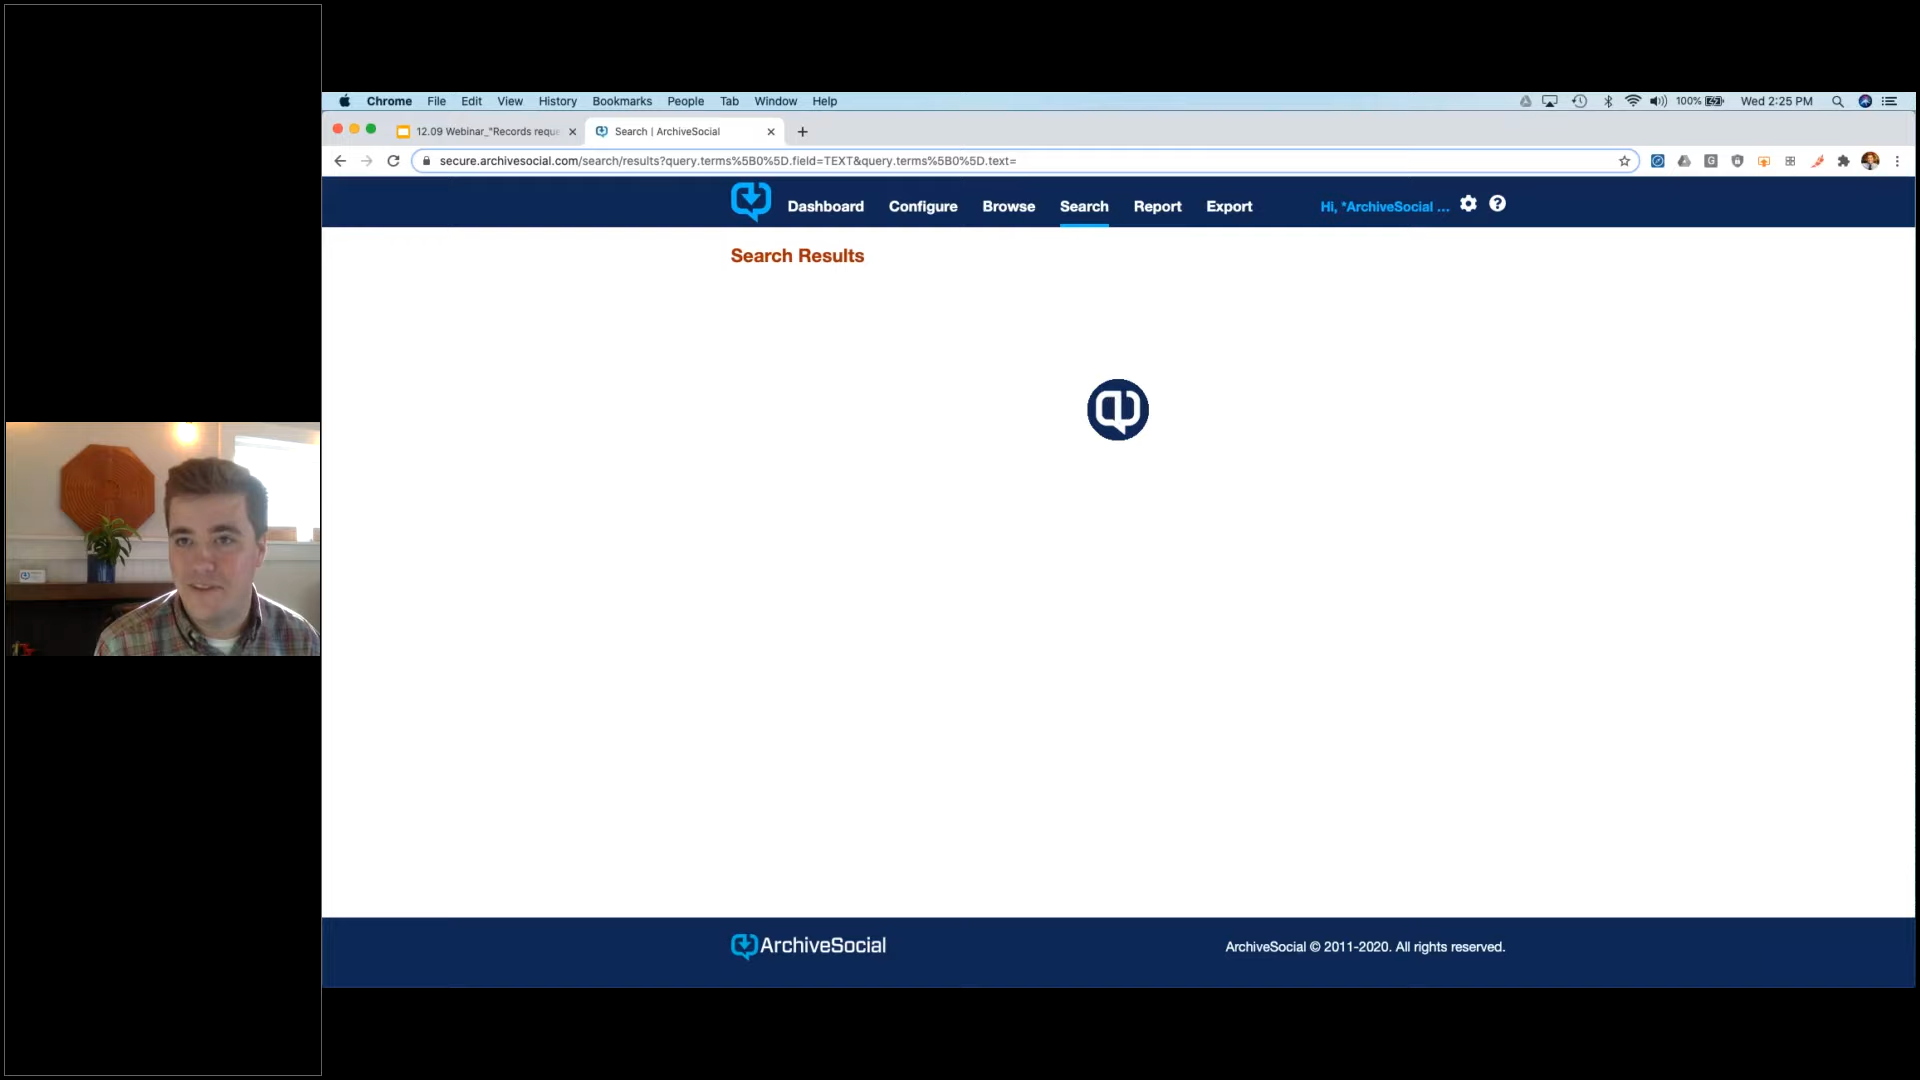 Chrome File Edit View History Bookmarks People Tab Window Help 100% Wed 2:25 PM
12.09 Webinar_"Records reque Search | ArchiveSocial
secure.archivesocial.com/search/results?query.terms%5B0%5D.field=TEXT&query.terms%5B0%5D.text=
Dashboard Configure Browse Search Report Export Hi, *ArchiveSocial ...
Search Results
ArchiveSocial ArchiveSocial © 2011-2020. All rights reserved.